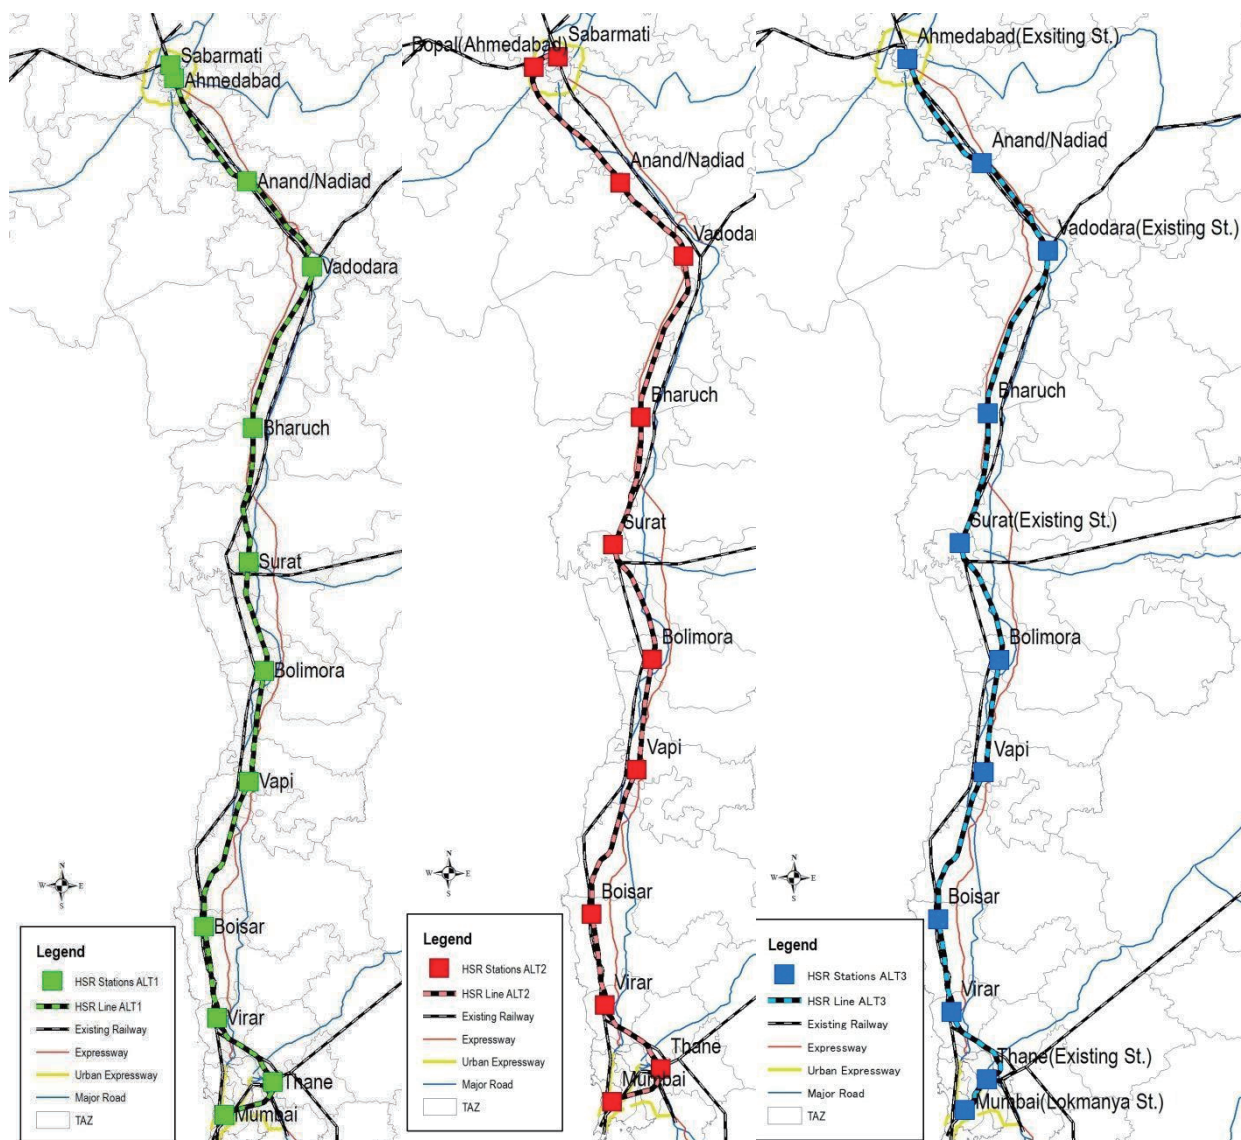 Sabarmati
Ahmedabad
Anand/Nadiad
Vadodara
Bharuch
Surat
Bolimora
Vapi
Boisar
Virar
Thane
Mumbai
N
W E
S
Legend
HSR Stations ALT1
HSR Line ALT1
Existing Railway
Expressway
Urban Expressway
Major Road
TAZ
Sabarmati
Bopal(Ahmedabad)
Anand/Nadiad
Vadodar
Bharuch
Surat
Bolimora
Vapi
Boisar
Virar
Thane
Mumbai
N
W E
S
Legend
HSR Stations ALT2
HSR Line ALT2
Existing Railway
Expressway
Urban Expressway
Major Road
TAZ
Ahmedabad(Exsiting St.)
Anand/Nadiad
Vadodara(Existing St.)
Bharuch
Surat(Existing St.)
Bolimora
Vapi
Boisar
Virar
Thane(Existing St.)
Mumbai(Lokmanya St.)
N
W E
S
Legend
HSR Stations ALT3
HSR Line ALT3
Existing Railway
Expressway
Urban Expressway
Major Road
TAZ